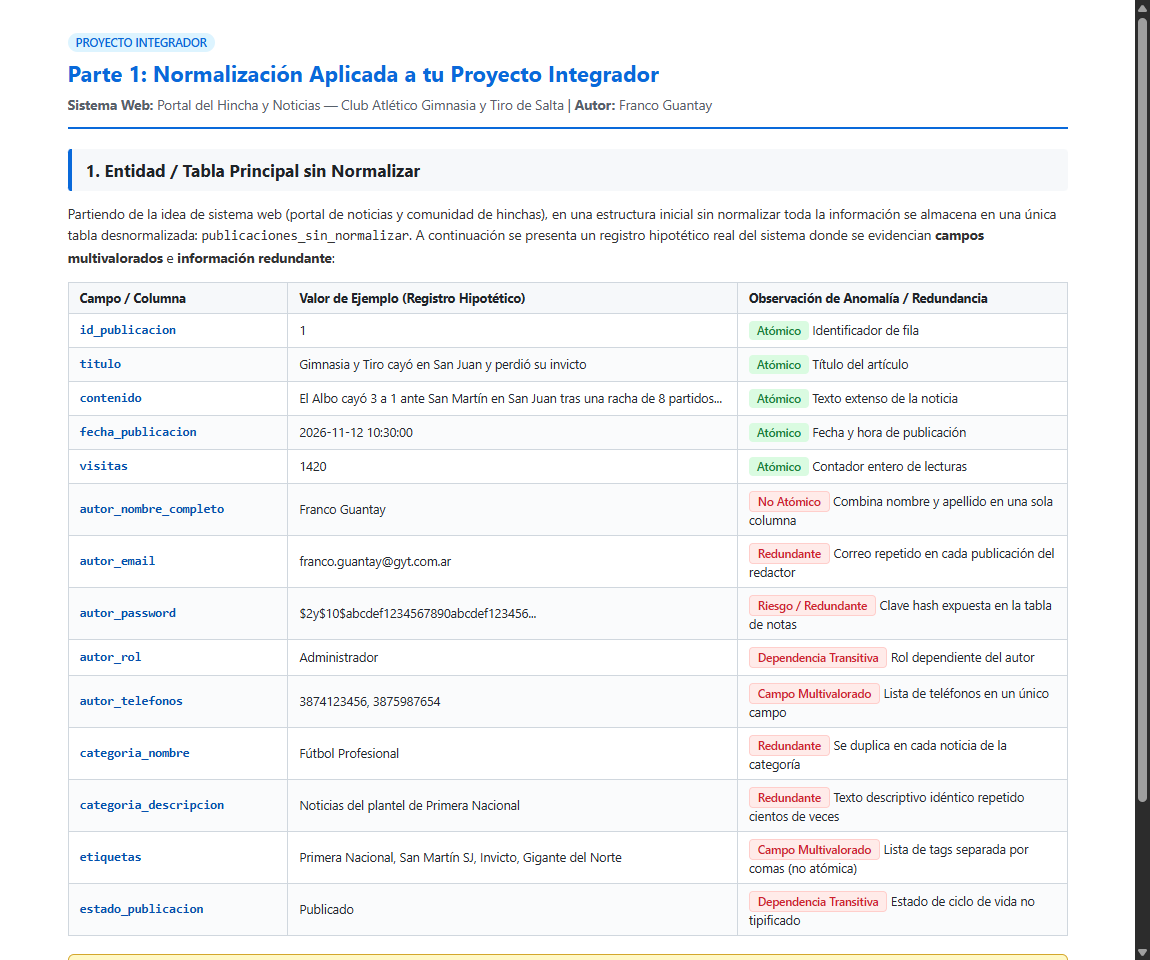 PROYECTO INTEGRADOR
Parte 1: Normalización Aplicada a tu Proyecto Integrador
Sistema Web: Portal del Hincha y Noticias — Club Atlético Gimnasia y Tiro de Salta | Autor: Franco Guantay
1. Entidad / Tabla Principal sin Normalizar
Partiendo de la idea de sistema web (portal de noticias y comunidad de hinchas), en una estructura inicial sin normalizar toda la información se almacena en una única
tabla desnormalizada: publicaciones_sin_normalizar. A continuación se presenta un registro hipotético real del sistema donde se evidencian campos
multivalorados e información redundante:
Campo / Columna Valor de Ejemplo (Registro Hipotético) Observación de Anomalía / Redundancia
id_publicacion 1 Atómico Identificador de fila
titulo Gimnasia y Tiro cayó en San Juan y perdió su invicto Atómico Título del artículo
contenido El Albo cayó 3 a 1 ante San Martín en San Juan tras una racha de 8 partidos... Atómico Texto extenso de la noticia
fecha_publicacion 2026-11-12 10:30:00 Atómico Fecha y hora de publicación
visitas 1420 Atómico Contador entero de lecturas
autor_nombre_completo Franco Guantay No Atómico Combina nombre y apellido en una sola
columna
autor_email franco.guantay@gyt.com.ar Redundante Correo repetido en cada publicación del
redactor
autor_password $2y$10$abcdef1234567890abcdef123456... Riesgo / Redundante Clave hash expuesta en la tabla
de notas
autor_rol Administrador Dependencia Transitiva Rol dependiente del autor
autor_telefonos 3874123456, 3875987654 Campo Multivalorado Lista de teléfonos en un único
campo
categoria_nombre Fútbol Profesional Redundante Se duplica en cada noticia de la
categoría
categoria_descripcion Noticias del plantel de Primera Nacional Redundante Texto descriptivo idéntico repetido
cientos de veces
etiquetas Primera Nacional, San Martín SJ, Invicto, Gigante del Norte Campo Multivalorado Lista de tags separada por
comas (no atómica)
estado_publicacion Publicado Dependencia Transitiva Estado de ciclo de vida no
tipificado